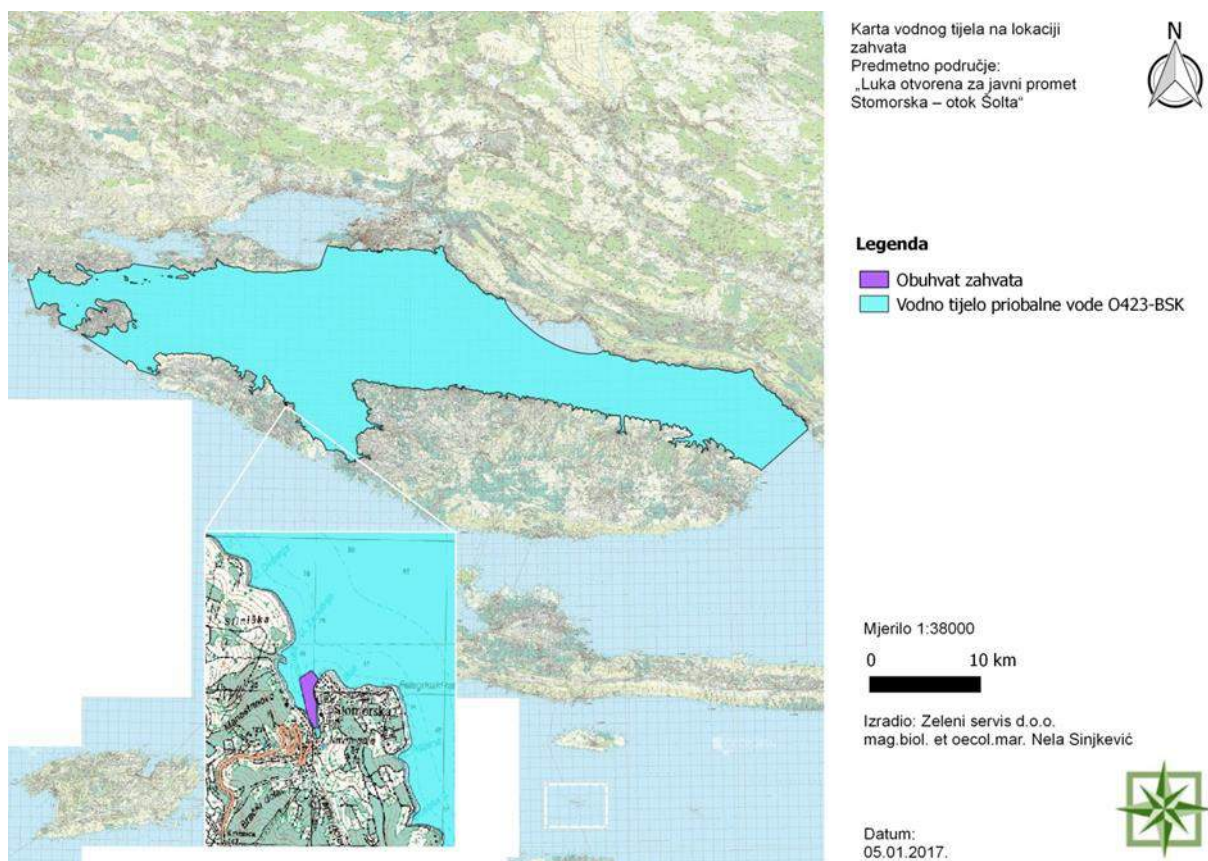 Karta vodnog tijela na lokaciji
zahvata
Predmetno područje:
„Luka otvorena za javni promet
Stomorska – otok Šolta“
N
Legenda
Obuhvat zahvata
Vodno tijelo priobalne vode O423-BSK
Stomorska
Mjerilo 1:38000
0 10 km
Izradio: Zeleni servis d.o.o.
mag.biol. et oecol.mar. Nela Sinjkević
Datum:
05.01.2017.